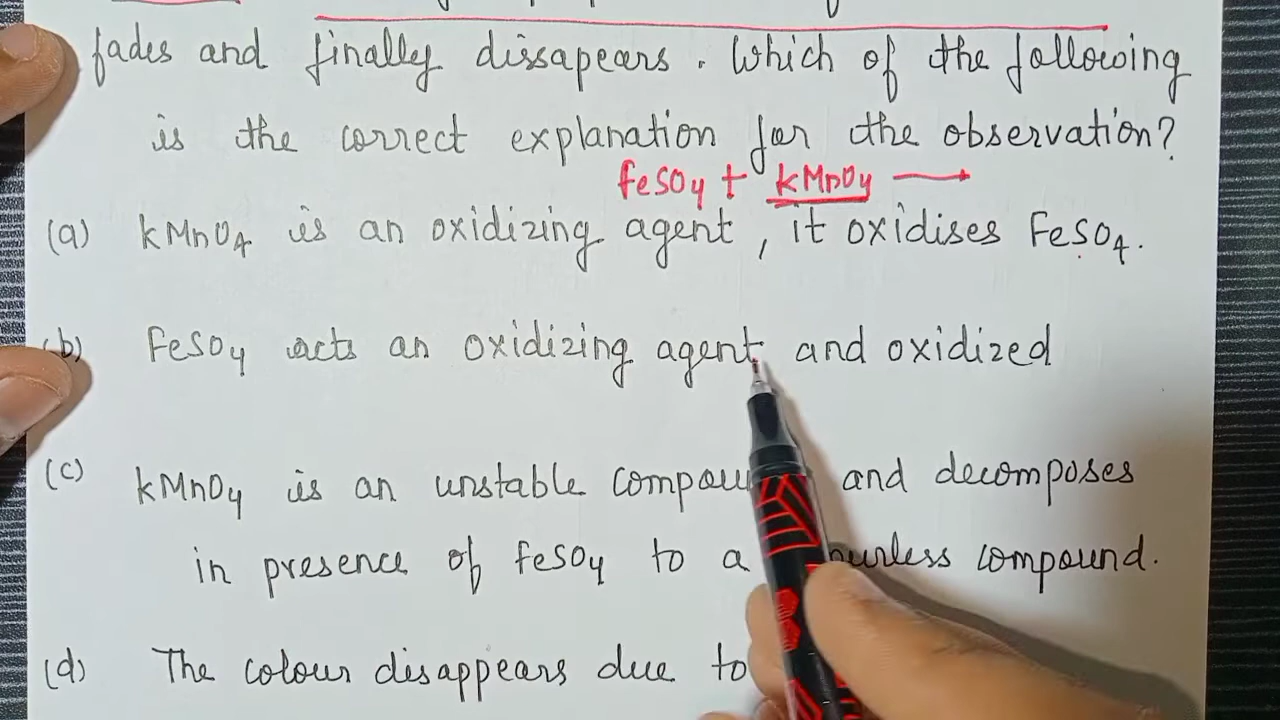 fades and finally dissapears. Which of the following
is the correct explanation for the observation?
FeSO4 + KMnO4 →
(a) KMnO4 is an oxidizing agent, it oxidises FeSO4.
(b) FeSO4 acts an oxidizing agent and oxidized
(c) KMnO4 is an unstable and decomposes
in presence of FeSO4 to a compound.
(d) The colour disappears due to